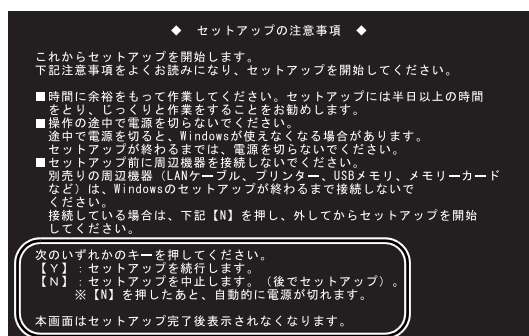 ◆ セットアップの注意事項 ◆
これからセットアップを開始します。
下記注意事項をよくお読みになり、セットアップを開始してください。
■時間に余裕をもって作業してください。セットアップには半日以上の時間
をとり、じっくりと作業をすることをお勧めします。
■操作の途中で電源を切らないでください。
途中で電源を切ると、Windowsが使えなくなる場合があります。
セットアップが終わるまでは、電源を切らないでください。
■セットアップ前に周辺機器を接続しないでください。
別売りの周辺機器（LANケーブル、プリンター、USBメモリ、メモリーカード
など）は、Windowsのセットアップが終わるまで接続しないで
ください。
接続している場合は、下記【N】を押し、外してからセットアップを開始
してください。
次のいずれかのキーを押してください。
【Y】：セットアップを続行します。
【N】：セットアップを中止します。（後でセットアップ）。
※【N】を押したあと、自動的に電源が切れます。
本画面はセットアップ完了後表示されなくなります。